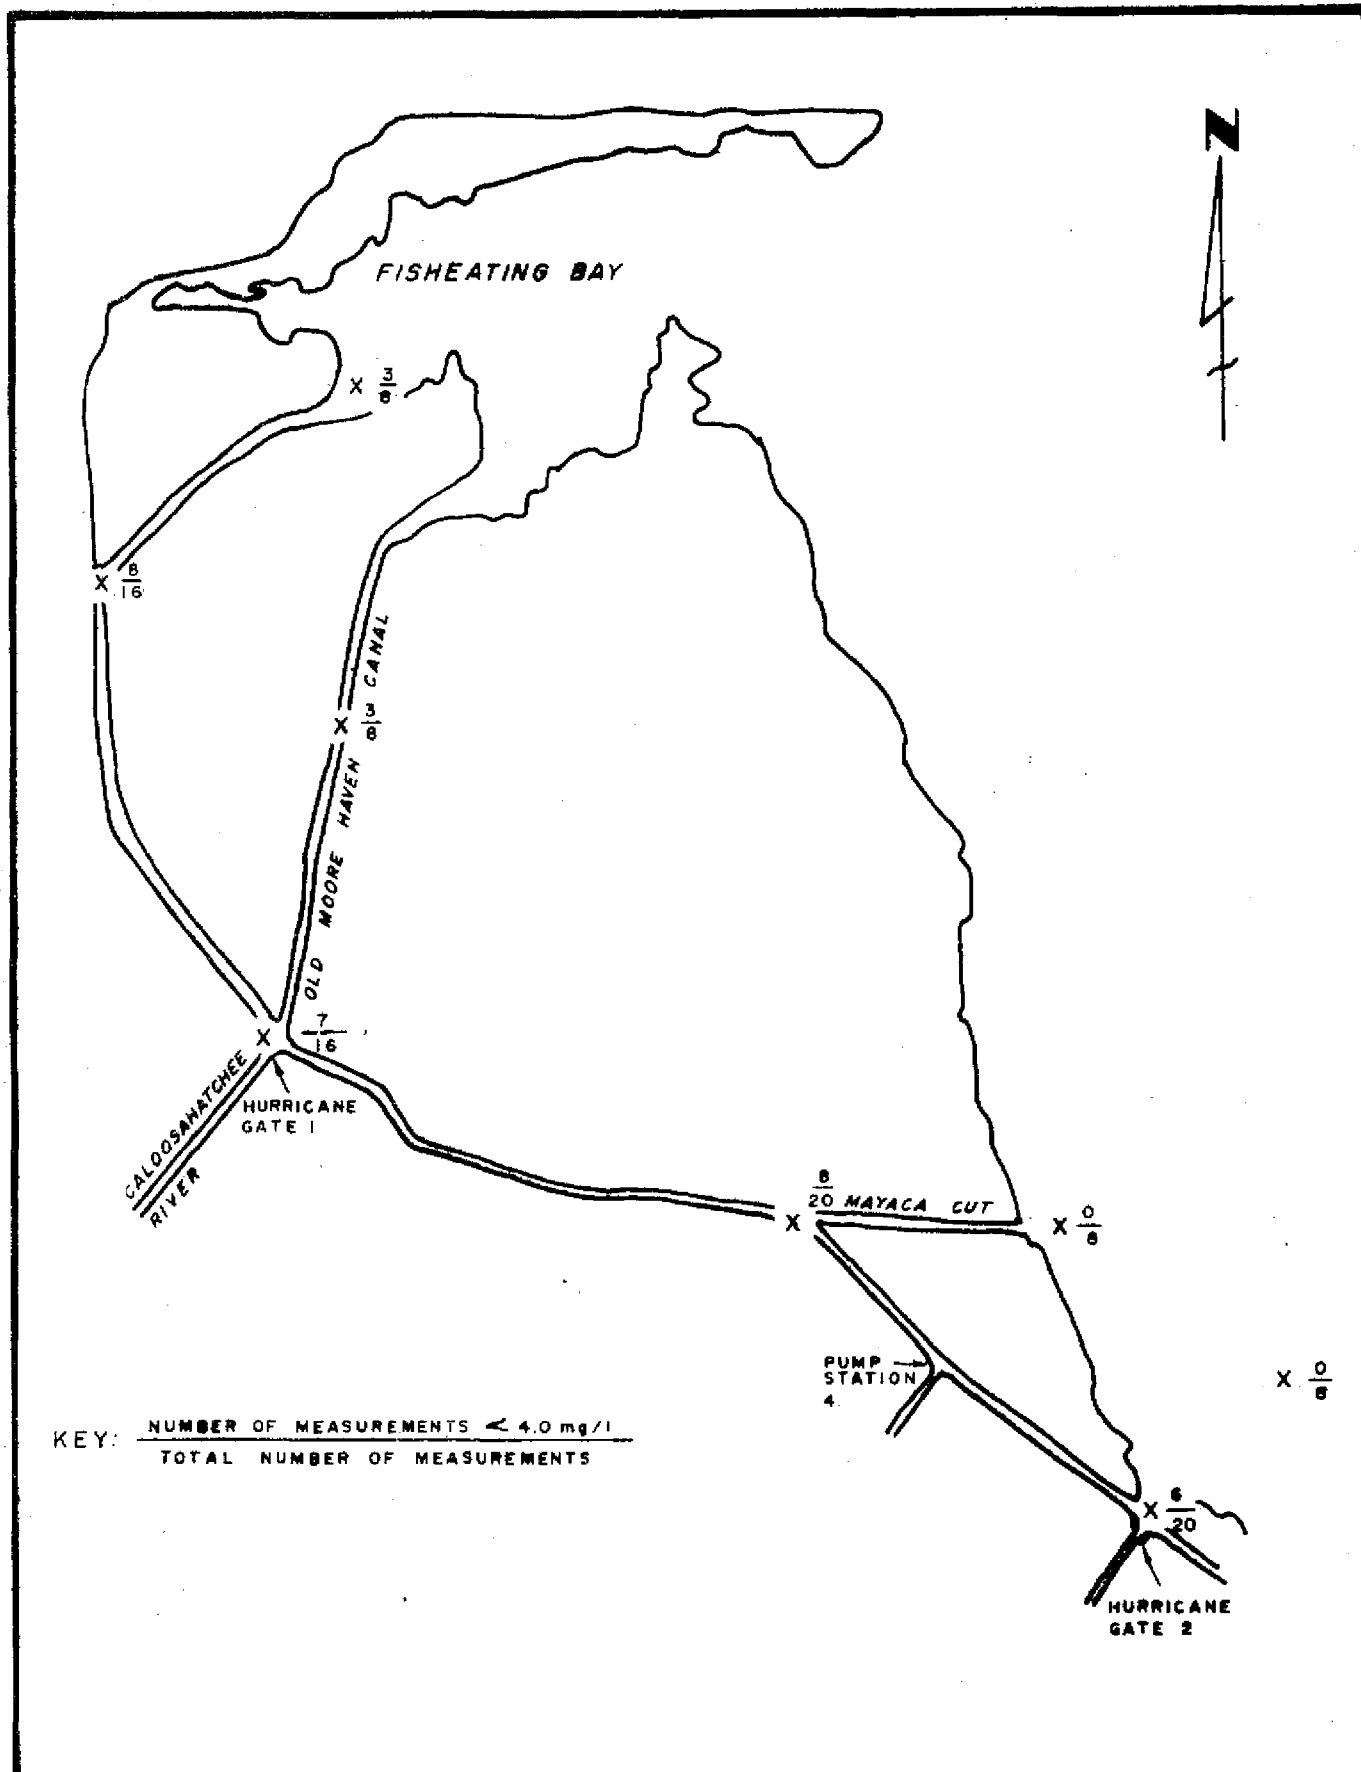 N
FISHEATING BAY
X 3/8
X 8/16
X 3/8
OLD MOORE HAVEN CANAL
X 7/16
CALOOSAHATCHEE
RIVER
HURRICANE
GATE 1
8/20
X
MAYACA CUT
X 0/8
PUMP
STATION
4
X 0/8
KEY: NUMBER OF MEASUREMENTS < 4.0 mg/l
TOTAL NUMBER OF MEASUREMENTS
X 6/20
HURRICANE
GATE 2